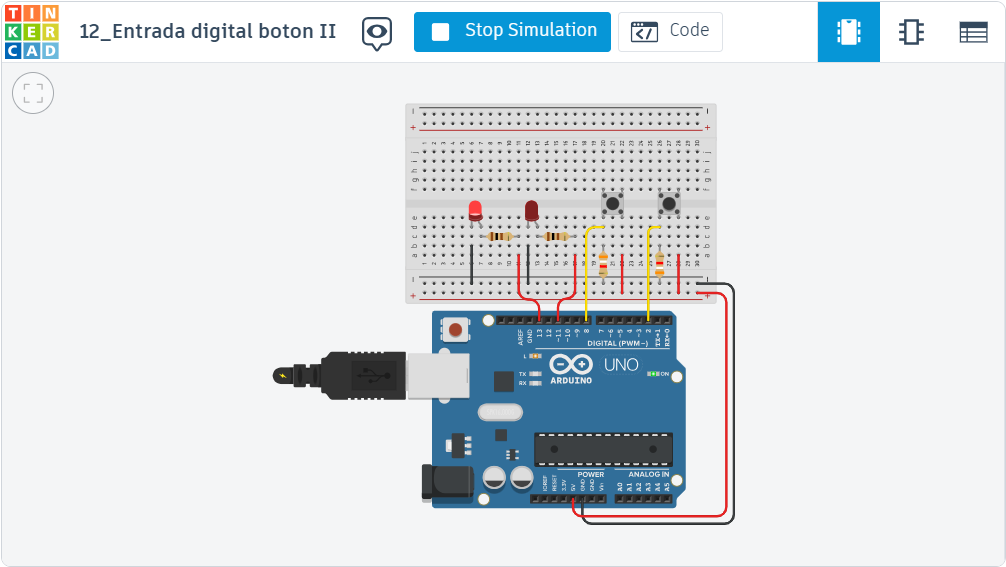 TIN
KER
CAD
12_Entrada digital boton II
Stop Simulation
Code
j
i
h
g
f
e
d
c
b
a
AREF
GND
13
12
~11
~10
~9
8
7
~6
~5
4
~3
2
TX→1
RX←0
DIGITAL (PWM~)
L
TX
RX
ARDUINO
UNO
ON
POWER
ANALOG IN
IOREF
RESET
3.3V
5V
GND
GND
Vin
A0
A1
A2
A3
A4
A5